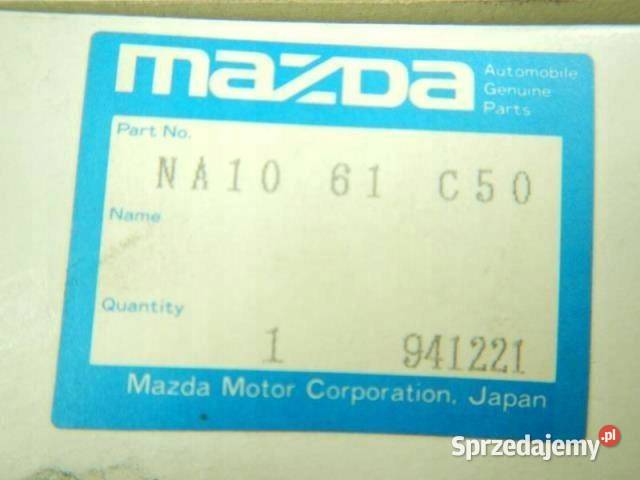 mazda
Automobile
Genuine
Parts
Part No.
NA10 61 C50
Name
Quantity
1 941221
Mazda Motor Corporation, Japan
Sprzedajemy.pl